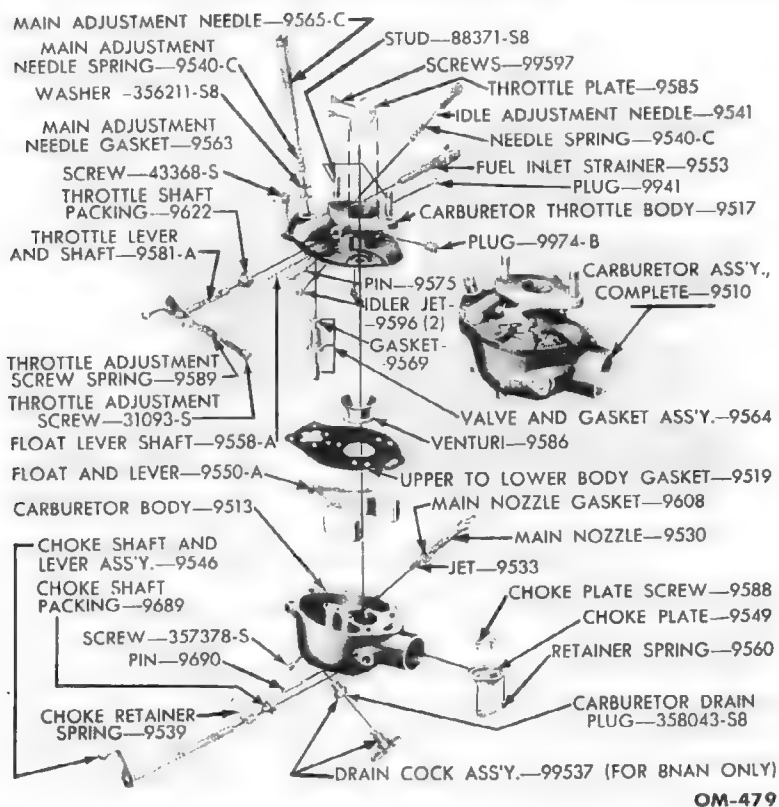 MAIN ADJUSTMENT NEEDLE—9565-C
MAIN ADJUSTMENT
NEEDLE SPRING—9540-C
WASHER -356211-S8
MAIN ADJUSTMENT
NEEDLE GASKET—9563
SCREW—43368-S
THROTTLE SHAFT
PACKING—9622
THROTTLE LEVER
AND SHAFT—9581-A
STUD—88371-S8
SCREWS—99597
THROTTLE PLATE—9585
IDLE ADJUSTMENT NEEDLE—9541
NEEDLE SPRING—9540-C
FUEL INLET STRAINER—9553
PLUG—9941
CARBURETOR THROTTLE BODY—9517
PLUG—9974-B
CARBURETOR ASS'Y.,
COMPLETE—9510
PIN—9575
IDLER JET-
-9596 (2)
GASKET-
-9569
THROTTLE ADJUSTMENT
SCREW SPRING—9589
THROTTLE ADJUSTMENT
SCREW—31093-S
FLOAT LEVER SHAFT—9558-A
VALVE AND GASKET ASS'Y.—9564
VENTURI—9586
FLOAT AND LEVER—9550-A
UPPER TO LOWER BODY GASKET—9519
CARBURETOR BODY—9513
MAIN NOZZLE GASKET—9608
MAIN NOZZLE—9530
JET—9533
CHOKE SHAFT AND
LEVER ASS'Y.—9546
CHOKE SHAFT
PACKING—9689
CHOKE PLATE SCREW—9588
CHOKE PLATE—9549
RETAINER SPRING—9560
SCREW—357378-S
PIN—9690
CHOKE RETAINER
SPRING—9539
CARBURETOR DRAIN
PLUG—358043-S8
DRAIN COCK ASS'Y.—99537 (FOR 8NAN ONLY)
OM-479